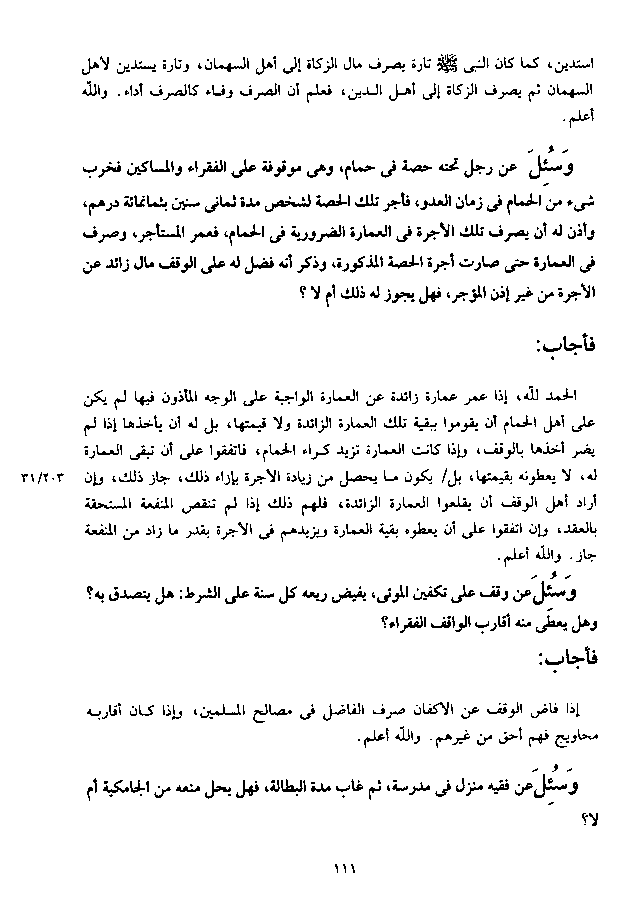 استدين، كما كان النبى ﷺ تارة يصرف مال الزكاة إلى أهل السهمان، وتارة يستدين لأهل
السهمان ثم يصرف الزكاة إلى أهل الدين، فعلم أن الصرف وفاء كالصرف أداء. والله
أعلم.
وَسُئِلَ عن رجل تحته حصة فى حمام، وهى موقوفة على الفقراء والمساكين فخرب
شىء من الحمام فى زمان العدو، فأجر تلك الحصة لشخص مدة ثمانى سنين بثمانمائة درهم،
وأذن له أن يصرف تلك الأجرة فى العمارة الضرورية فى الحمام، فعمر المستأجر، وصرف
فى العمارة حتى صارت أجرة الحصة المذكورة، وذكر أنه فضل له على الوقف مال زائد عن
الأجرة من غير إذن المؤجر، فهل يجوز له ذلك أم لا ؟
فأجاب:
الحمد لله، إذا عمر عمارة زائدة عن العمارة الواجبة على الوجه المأذون فيها لم يكن
على أهل الحمام أن يقوموا ببقية تلك العمارة الزائدة ولا قيمتها، بل له أن يأخذها إذا لم
يضر أخذها بالوقف، وإذا كانت العمارة تزيد كراء الحمام، فاتفقوا على أن تبقى العمارة
له، لا يعطونه بقيمتها، بل/ يكون ما يحصل من زيادة الأجرة بإزاء ذلك، جاز ذلك، وإن ٣١/٢٠٣
أراد أهل الوقف أن يقلعوا العمارة الزائدة، فلهم ذلك إذا لم تنقص المنفعة المستحقة
بالعقد، وإن اتفقوا على أن يعطوه بقية العمارة ويزيدهم فى الأجرة بقدر ما زاد من المنفعة
جاز. والله أعلم.
وَسُئِلَ عن وقف على تكفين الموتى، يفيض ريعه كل سنة على الشرط: هل يتصدق به؟
وهل يعطَى منه أقارب الواقف الفقراء؟
فأجاب:
إذا فاض الوقف عن الأكفان صرف الفاضل فى مصالح المسلمين، وإذا كان أقاربه
محاويج فهم أحق من غيرهم. والله أعلم.
وَسُئِلَ عن فقيه منزل فى مدرسة، ثم غاب مدة البطالة، فهل يحل منعه من الجامكية أم
لا؟
١١١